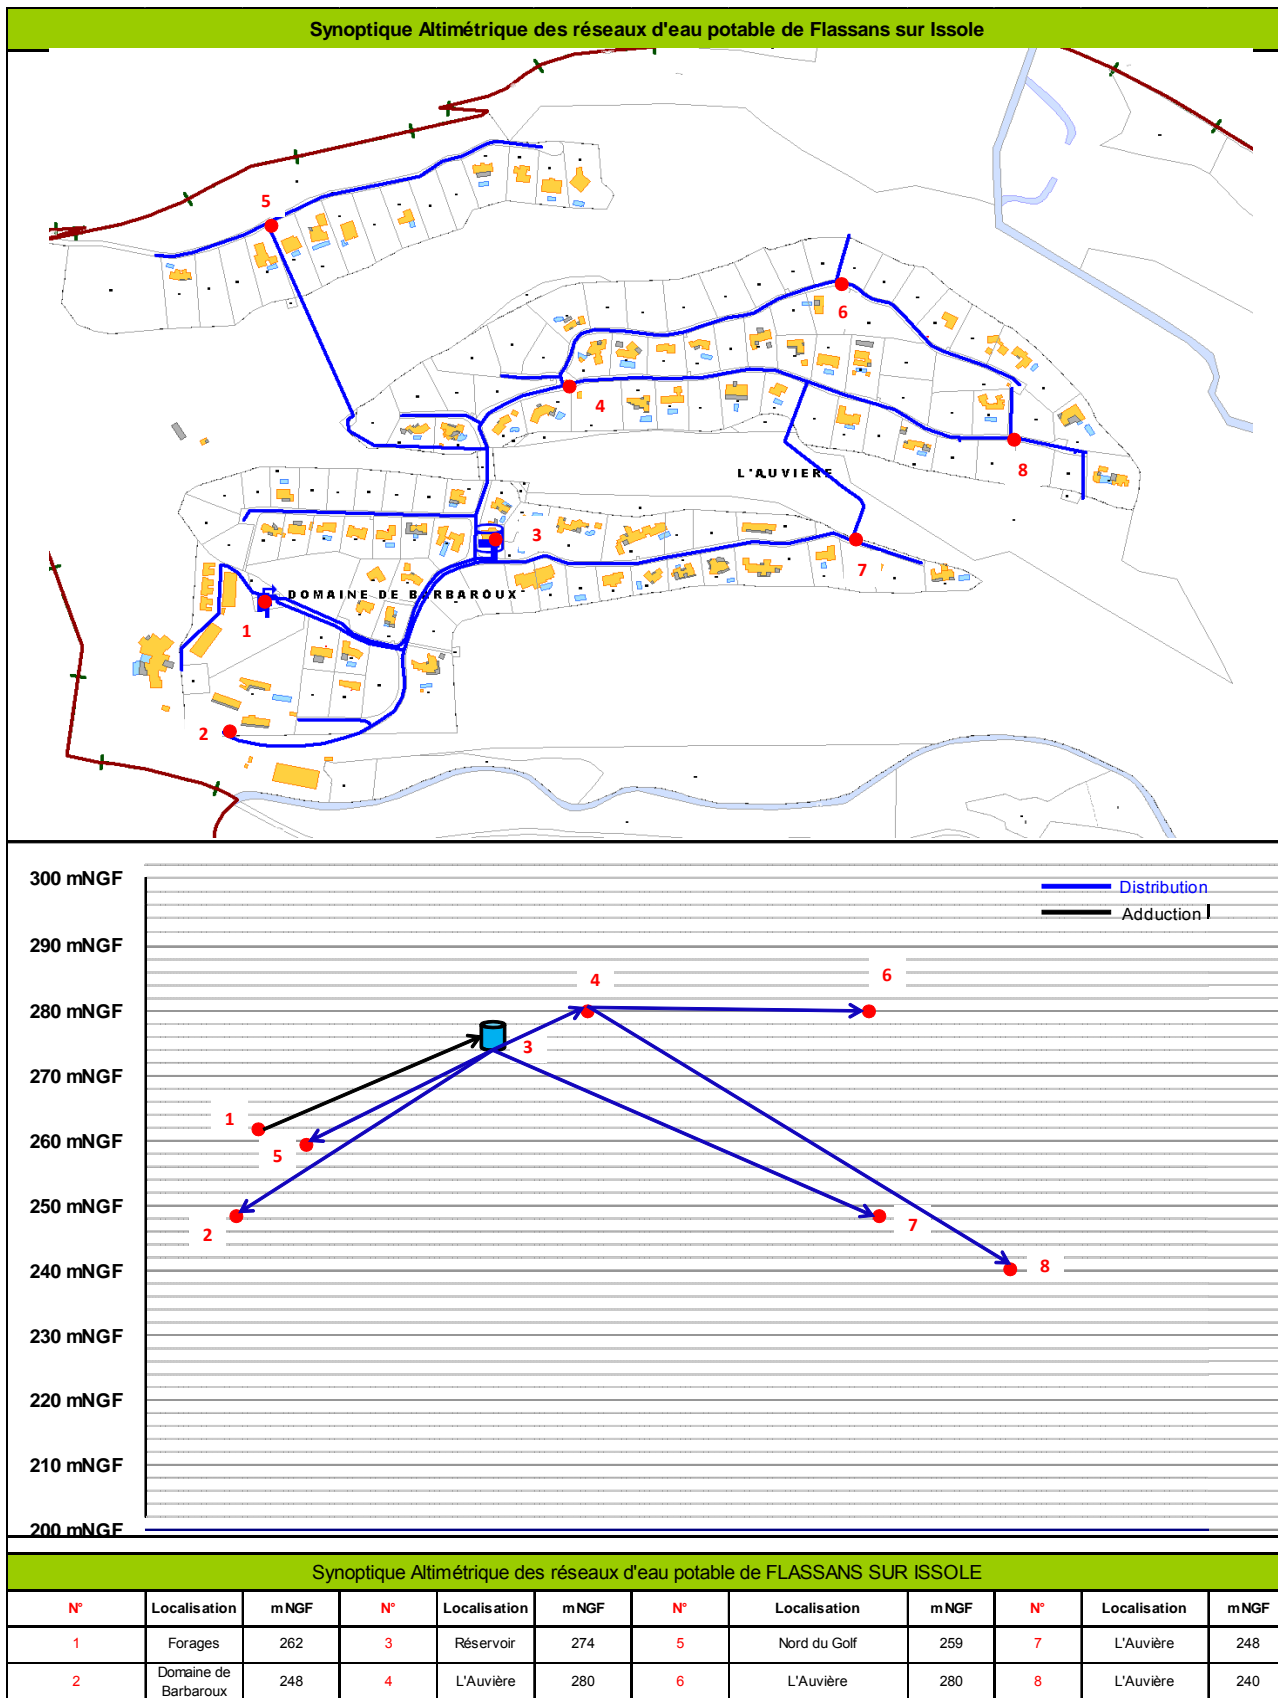 Synoptique Altimétrique des réseaux d'eau potable de Flassans sur Issole
5
6
4
L'AUVIERE
8
3
7
DOMAINE DE BARBAROUX
1
2
300 mNGF
Distribution
Adduction
290 mNGF
4
6
280 mNGF
3
270 mNGF
1
260 mNGF
5
250 mNGF
2
7
240 mNGF
8
230 mNGF
220 mNGF
210 mNGF
200 mNGF
Synoptique Altimétrique des réseaux d'eau potable de FLASSANS SUR ISSOLE
N° Localisation mNGF N° Localisation mNGF N° Localisation mNGF N° Localisation mNGF
1 Forages 262 3 Réservoir 274 5 Nord du Golf 259 7 L'Auvière 248
2 Domaine de Barbaroux 248 4 L'Auvière 280 6 L'Auvière 280 8 L'Auvière 240